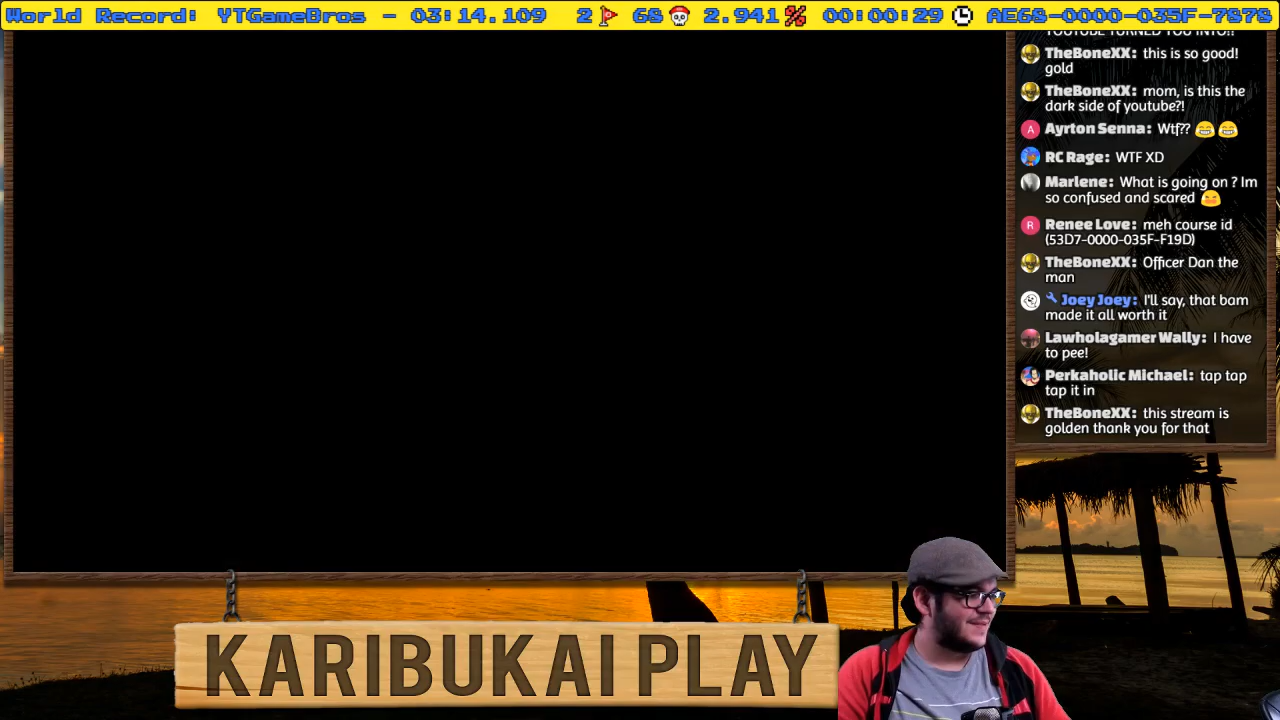 World Record: YTGameBros - 03:14.109 2 68 2.941% 00:00:29 AE68-0000-035F-7878
YOUTUBE TURNED YOU INTO!!
TheBoneXX: this is so good!
gold
TheBoneXX: mom, is this the
dark side of youtube?!
Ayrton Senna: Wtf??
RC Rage: WTF XD
Marlene: What is going on ? Im
so confused and scared
Renee Love: meh course id
(53D7-0000-035F-F19D)
TheBoneXX: Officer Dan the
man
Joey Joey: I'll say, that bam
made it all worth it
Lawholagamer Wally: I have
to pee!
Perkaholic Michael: tap tap
tap it in
TheBoneXX: this stream is
golden thank you for that
KARIBUKAI PLAY